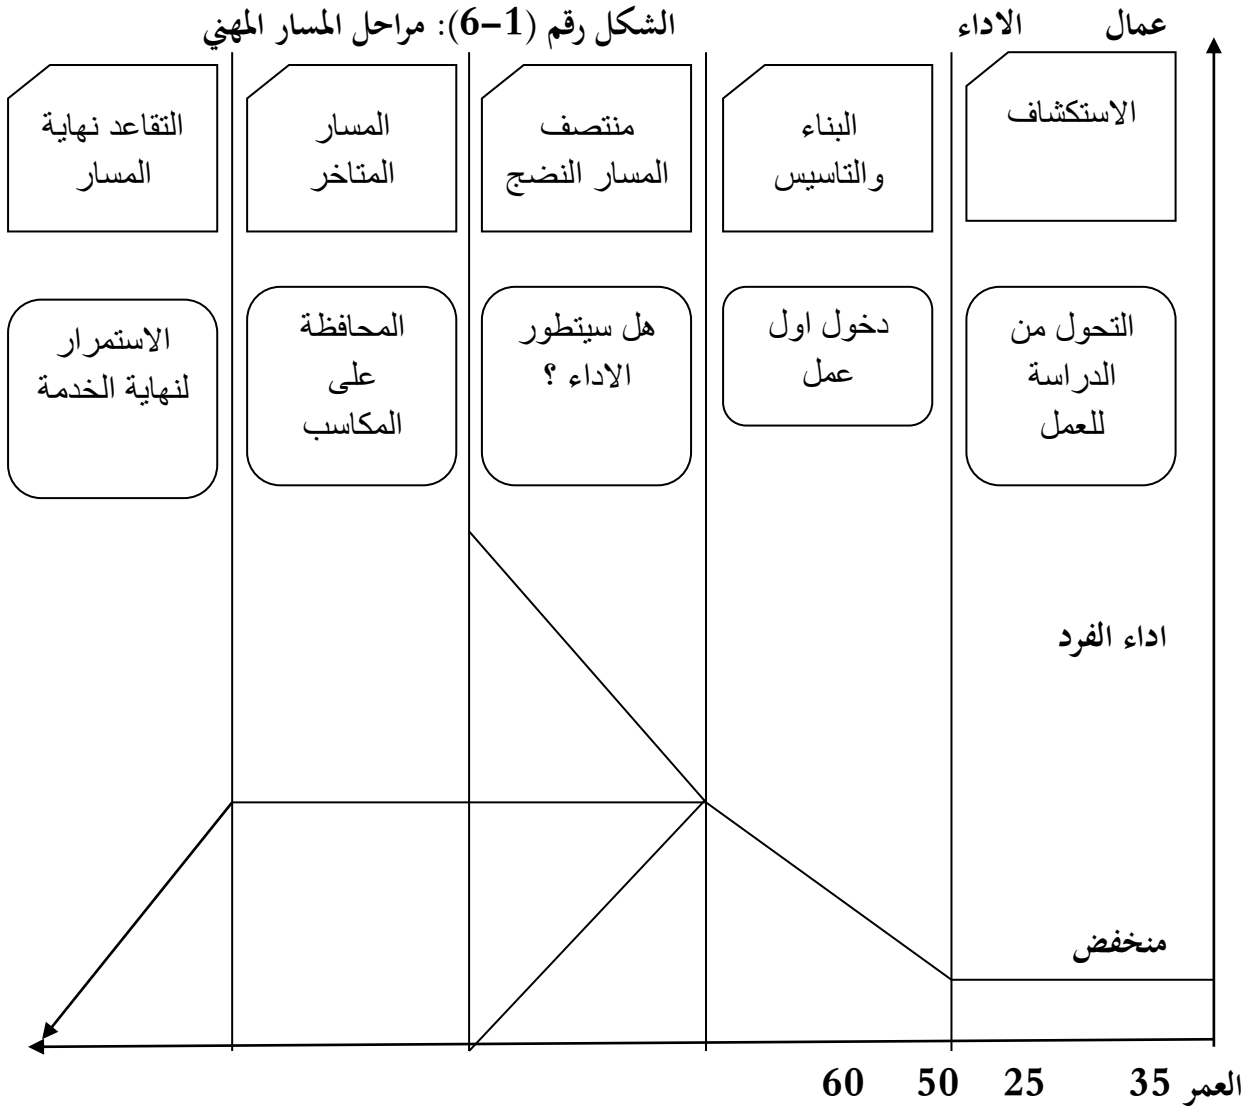 الشكل رقم (1-6): مراحل المسار المهني
عمال الاداء
الاستكشاف
البناء
والتاسيس
منتصف
المسار النضج
المسار
المتاخر
التقاعد نهاية
المسار
التحول من
الدراسة
للعمل
دخول اول
عمل
هل سيتطور
الاداء ؟
المحافظة
على
المكاسب
الاستمرار
لنهاية الخدمة
اداء الفرد
منخفض
العمر 35 25 50 60